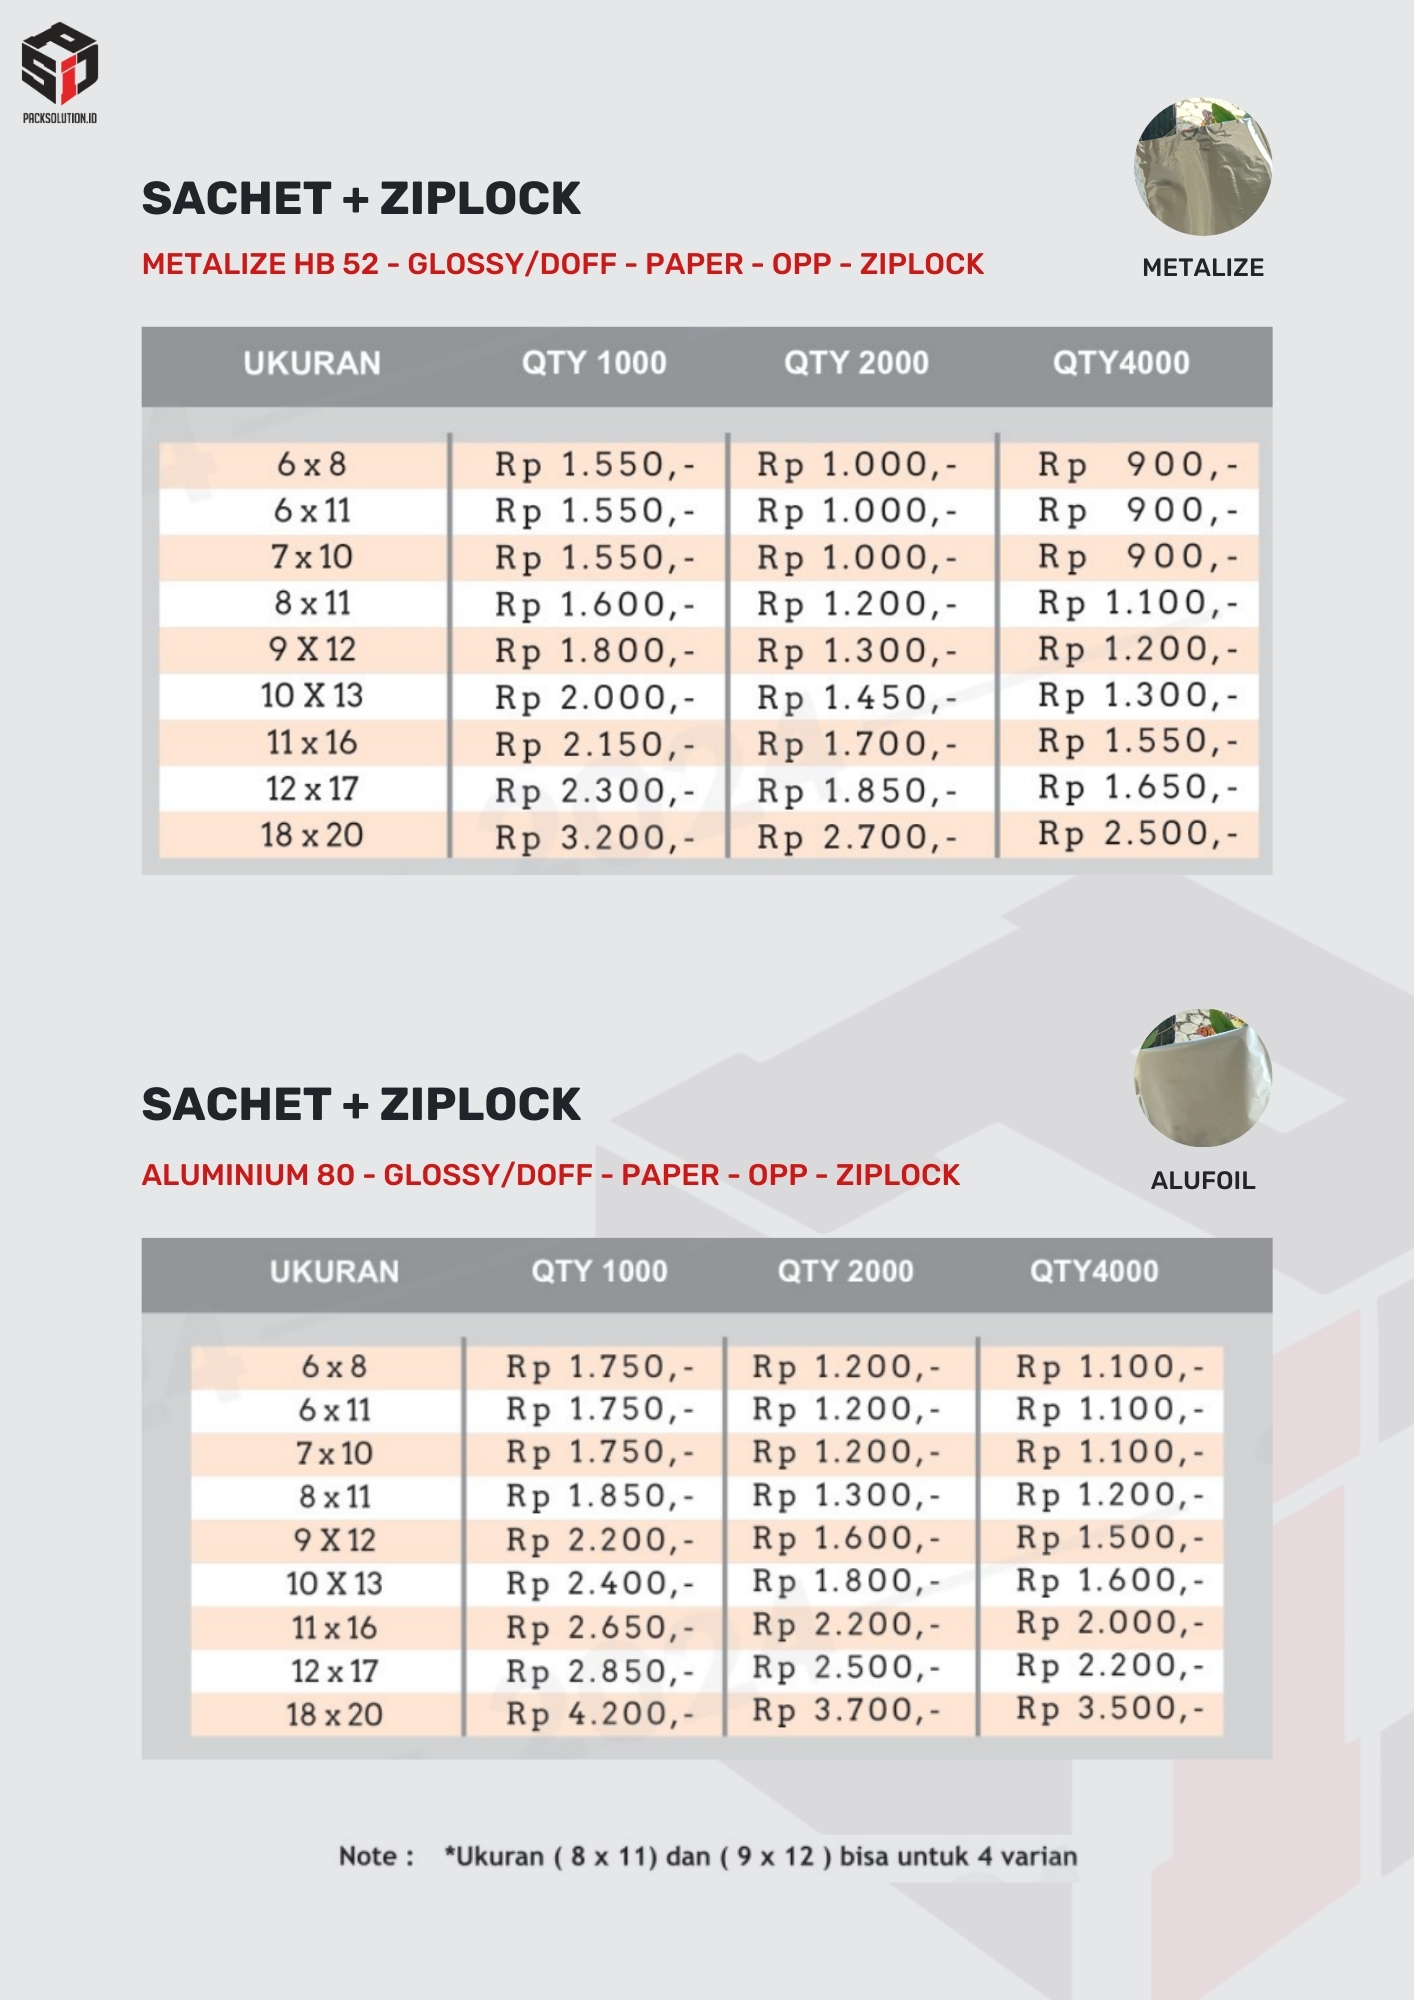 PACKSOLUTION.ID
SACHET + ZIPLOCK
METALIZE HB 52 - GLOSSY/DOFF - PAPER - OPP - ZIPLOCK
METALIZE
UKURAN QTY 1000 QTY 2000 QTY4000
6 x 8 Rp 1.550,- Rp 1.000,- Rp 900,-
6 x 11 Rp 1.550,- Rp 1.000,- Rp 900,-
7 x 10 Rp 1.550,- Rp 1.000,- Rp 900,-
8 x 11 Rp 1.600,- Rp 1.200,- Rp 1.100,-
9 X 12 Rp 1.800,- Rp 1.300,- Rp 1.200,-
10 X 13 Rp 2.000,- Rp 1.450,- Rp 1.300,-
11 x 16 Rp 2.150,- Rp 1.700,- Rp 1.550,-
12 x 17 Rp 2.300,- Rp 1.850,- Rp 1.650,-
18 x 20 Rp 3.200,- Rp 2.700,- Rp 2.500,-
SACHET + ZIPLOCK
ALUMINIUM 80 - GLOSSY/DOFF - PAPER - OPP - ZIPLOCK
ALUFOIL
UKURAN QTY 1000 QTY 2000 QTY4000
6 x 8 Rp 1.750,- Rp 1.200,- Rp 1.100,-
6 x 11 Rp 1.750,- Rp 1.200,- Rp 1.100,-
7 x 10 Rp 1.750,- Rp 1.200,- Rp 1.100,-
8 x 11 Rp 1.850,- Rp 1.300,- Rp 1.200,-
9 X 12 Rp 2.200,- Rp 1.600,- Rp 1.500,-
10 X 13 Rp 2.400,- Rp 1.800,- Rp 1.600,-
11 x 16 Rp 2.650,- Rp 2.200,- Rp 2.000,-
12 x 17 Rp 2.850,- Rp 2.500,- Rp 2.200,-
18 x 20 Rp 4.200,- Rp 3.700,- Rp 3.500,-
Note : *Ukuran ( 8 x 11) dan ( 9 x 12 ) bisa untuk 4 varian